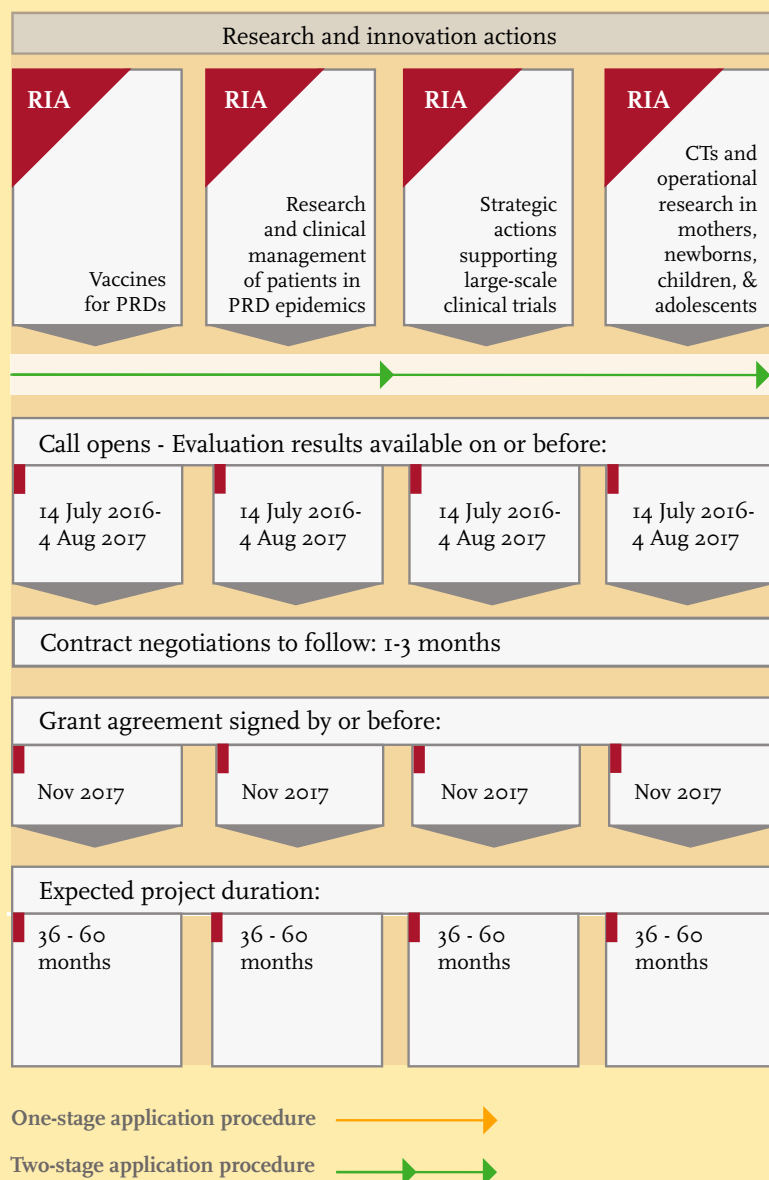 Research and innovation actions
RIA
Vaccines
for PRDs
RIA
Research
and clinical
management
of patients in
PRD epidemics
RIA
Strategic
actions
supporting
large-scale
clinical trials
RIA
CTs and
operational
research in
mothers,
newborns,
children, &
adolescents
Call opens - Evaluation results available on or before:
14 July 2016-
4 Aug 2017
14 July 2016-
4 Aug 2017
14 July 2016-
4 Aug 2017
14 July 2016-
4 Aug 2017
Contract negotiations to follow: 1-3 months
Grant agreement signed by or before:
Nov 2017
Nov 2017
Nov 2017
Nov 2017
Expected project duration:
36 - 60
months
36 - 60
months
36 - 60
months
36 - 60
months
One-stage application procedure
Two-stage application procedure